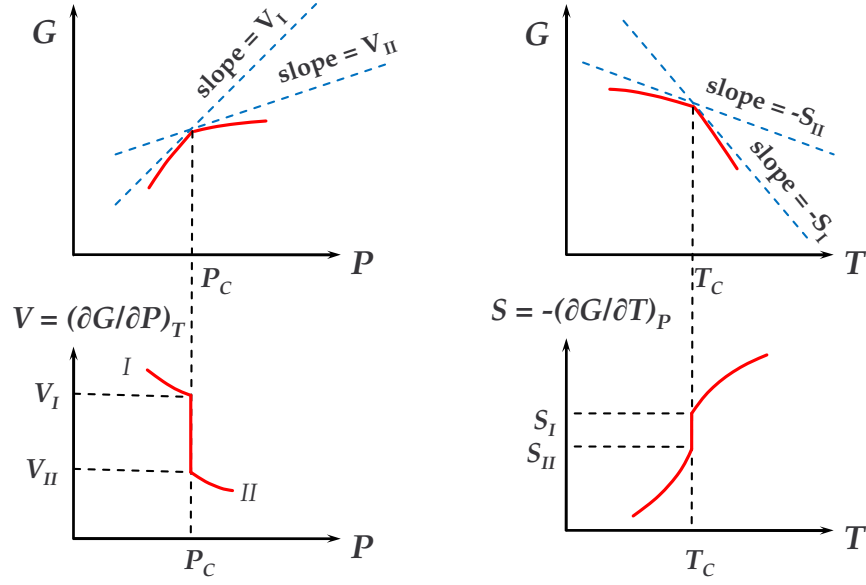 G
slope = V_I
slope = V_II
P_C
P
G
slope = -S_II
slope = -S_I
T_C
T
V = (∂G/∂P)_T
I
V_I
V_II
II
P_C
P
S = -(∂G/∂T)_P
S_I
S_II
T_C
T